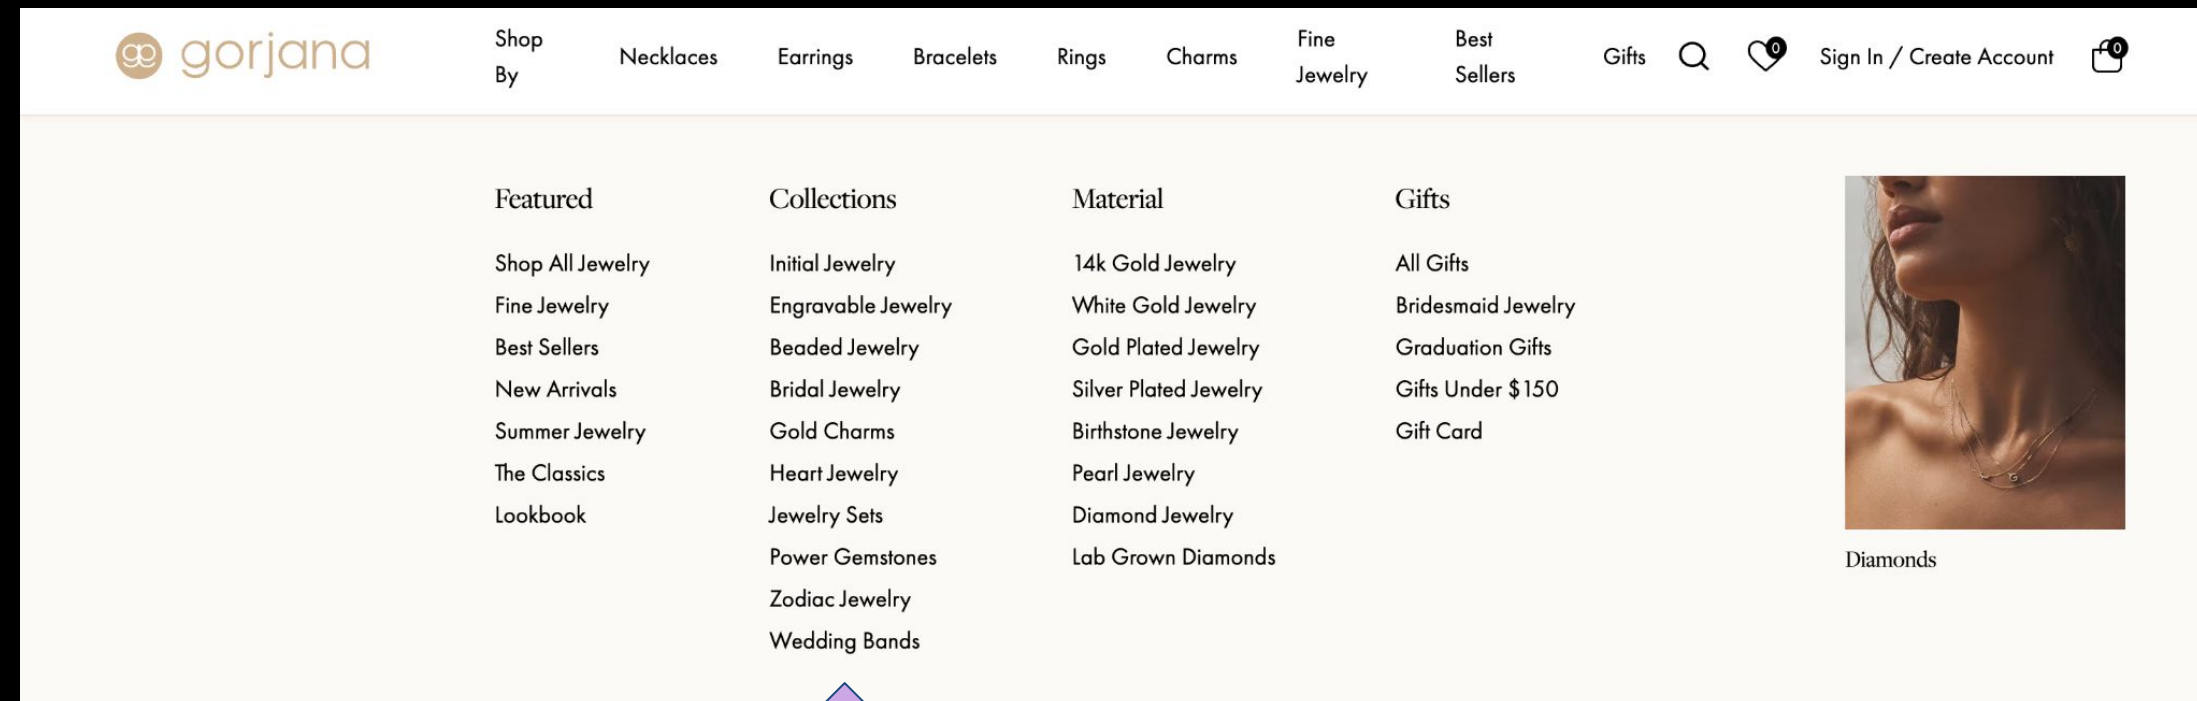 gorjana
Shop
By
Necklaces
Earrings
Bracelets
Rings
Charms
Fine
Jewelry
Best
Sellers
Gifts
0
Sign In / Create Account
0
Featured
Shop All Jewelry
Fine Jewelry
Best Sellers
New Arrivals
Summer Jewelry
The Classics
Lookbook
Collections
Initial Jewelry
Engravable Jewelry
Beaded Jewelry
Bridal Jewelry
Gold Charms
Heart Jewelry
Jewelry Sets
Power Gemstones
Zodiac Jewelry
Wedding Bands
Material
14k Gold Jewelry
White Gold Jewelry
Gold Plated Jewelry
Silver Plated Jewelry
Birthstone Jewelry
Pearl Jewelry
Diamond Jewelry
Lab Grown Diamonds
Gifts
All Gifts
Bridesmaid Jewelry
Graduation Gifts
Gifts Under $150
Gift Card
Diamonds